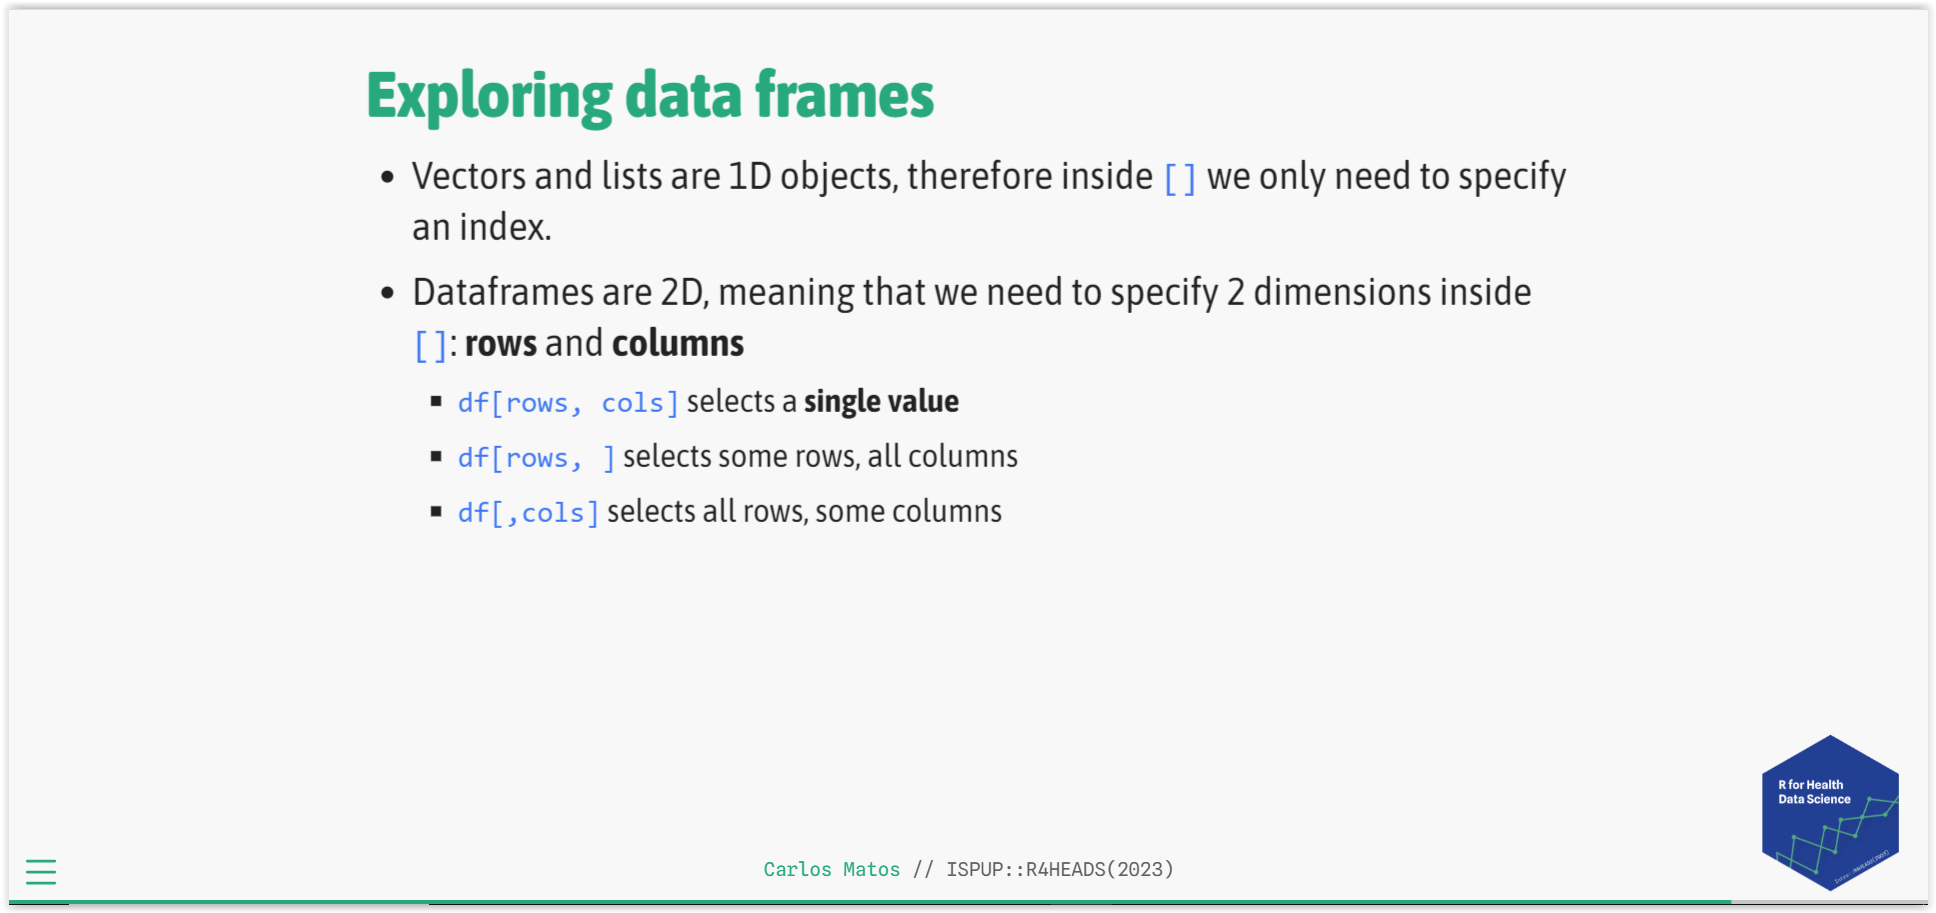 Exploring data frames
• Vectors and lists are 1D objects, therefore inside [] we only need to specify
an index.
• Dataframes are 2D, meaning that we need to specify 2 dimensions inside
[]: rows and columns
▪ df[rows, cols] selects a single value
▪ df[rows, ] selects some rows, all columns
▪ df[,cols] selects all rows, some columns
R for Health
Data Science
Carlos Matos // ISPUP::R4HEADS(2023)